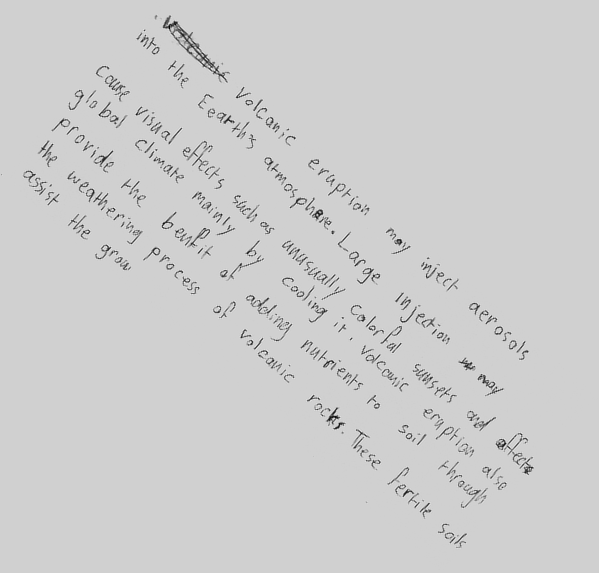 Volcanic eruption may inject aerosols
into the Eearth's atmosphere. Large injection may
cause visual effects such as unusually colorful sunsets and affects
global climate mainly by cooling it. volcanic eruption also
provide the benfit of adding nutrients to soil through
the weathering process of volcanic rocks. These fertile soils
assist the grow